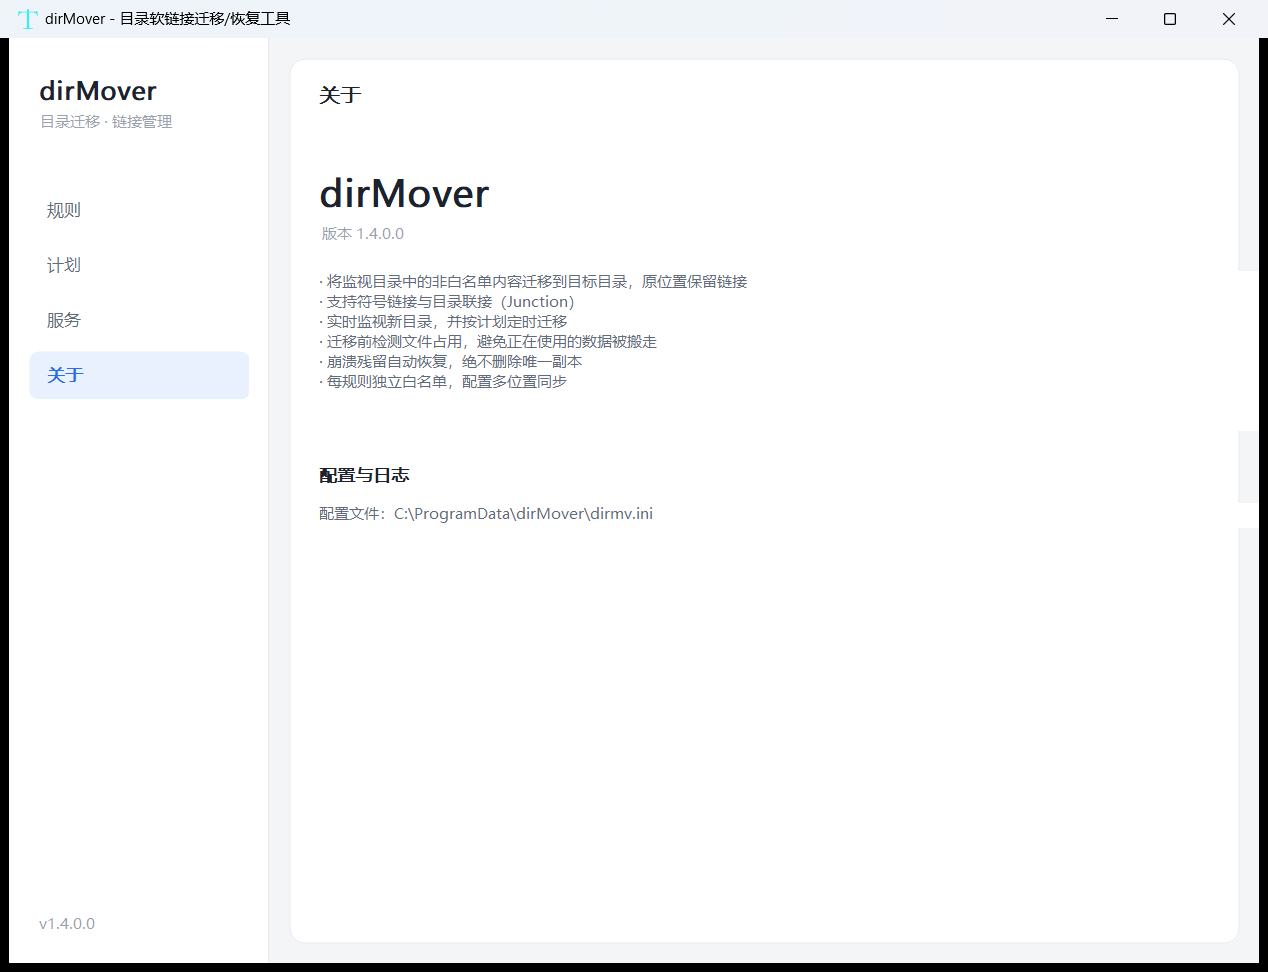 dirMover - 目录软链接迁移/恢复工具
dirMover
目录迁移 · 链接管理
规则
计划
服务
关于
v1.4.0.0
关于
dirMover
版本 1.4.0.0
· 将监视目录中的非白名单内容迁移到目标目录，原位置保留链接
· 支持符号链接与目录联接（Junction）
· 实时监视新目录，并按计划定时迁移
· 迁移前检测文件占用，避免正在使用的数据被搬走
· 崩溃残留自动恢复，绝不删除唯一副本
· 每规则独立白名单，配置多位置同步
配置与日志
配置文件：C:\ProgramData\dirMover\dirmv.ini